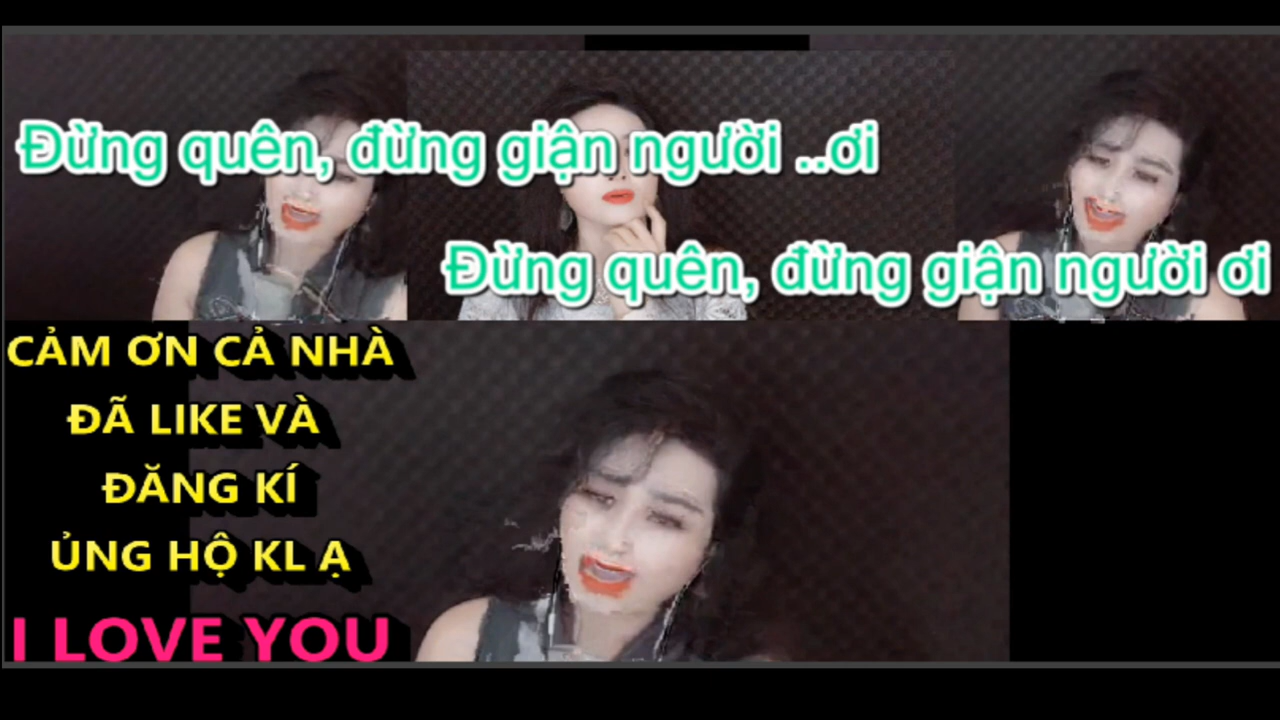 Đừng quên, đừng giận người ..ơi
Đừng quên, đừng giận người ơi
CẢM ƠN CẢ NHÀ
ĐÃ LIKE VÀ
ĐĂNG KÍ
ỦNG HỘ KL Ạ
I LOVE YOU